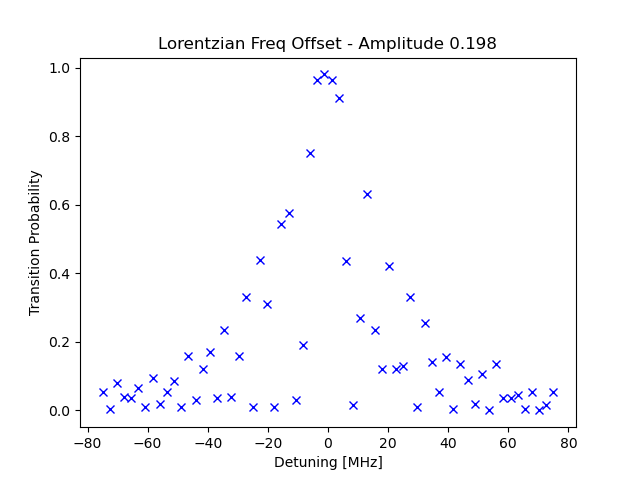 Lorentzian Freq Offset - Amplitude 0.198
1.0
0.8
0.6
0.4
0.2
0.0
Transition Probability
−80 −60 −40 −20 0 20 40 60 80
Detuning [MHz]